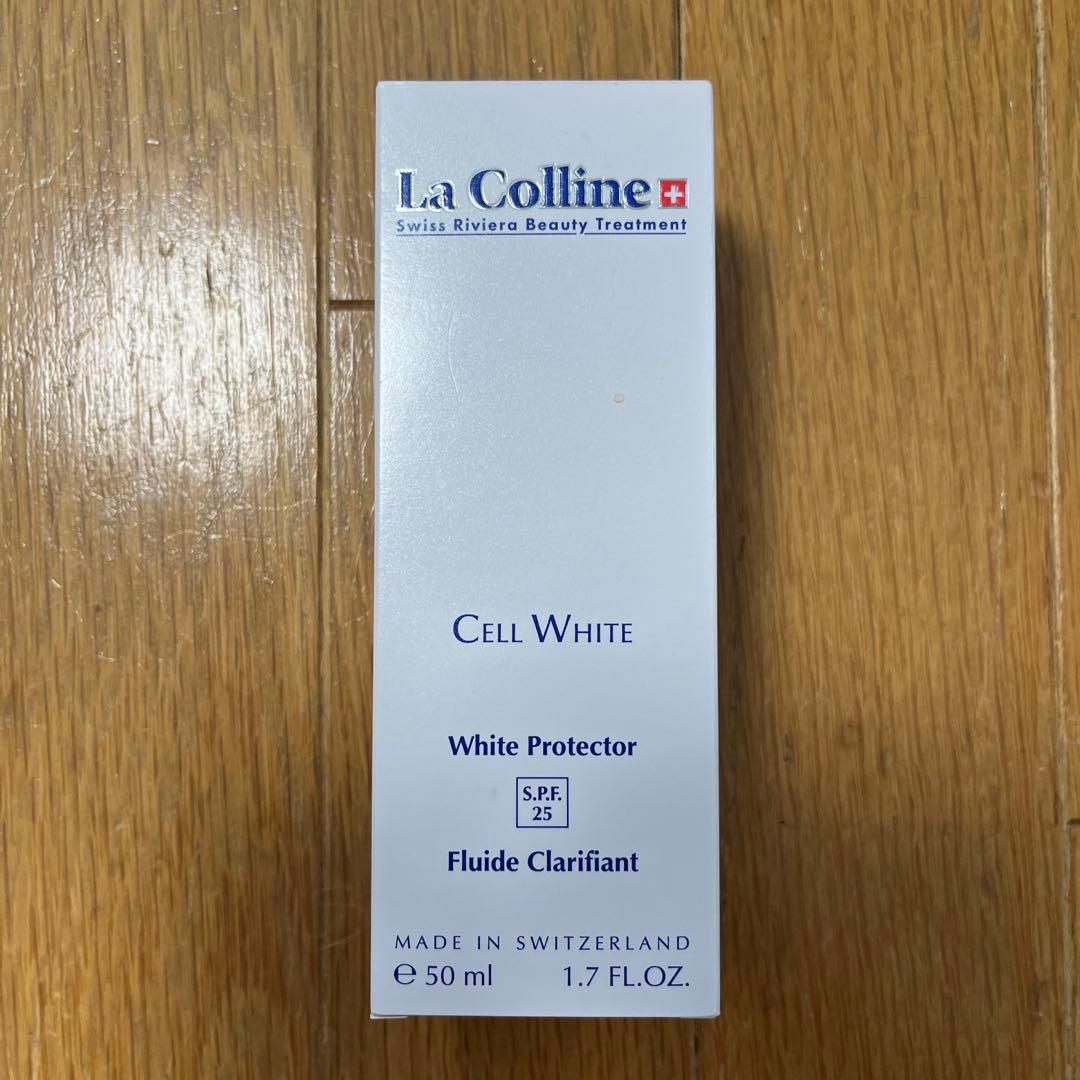 La Colline
Swiss Riviera Beauty Treatment
CELL WHITE
White Protector
S.P.F.
25
Fluide Clarifiant
MADE IN SWITZERLAND
℮ 50 ml 1.7 FL.OZ.